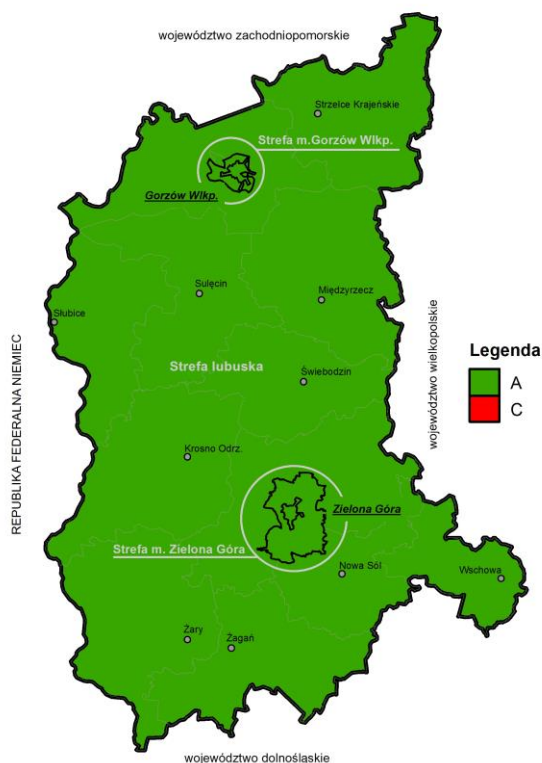 województwo zachodniopomorskie
Strzelce Krajeńskie
Strefa m.Gorzów Wlkp.
Gorzów Wlkp.
Sulęcin
Międzyrzecz
Słubice
REPUBLIKA FEDERALNA NIEMIEC
województwo wielkopolskie
Legenda
A
C
Strefa lubuska
Świebodzin
Krosno Odrz.
Zielona Góra
Strefa m. Zielona Góra
Nowa Sól
Wschowa
Żary
Żagań
województwo dolnośląskie